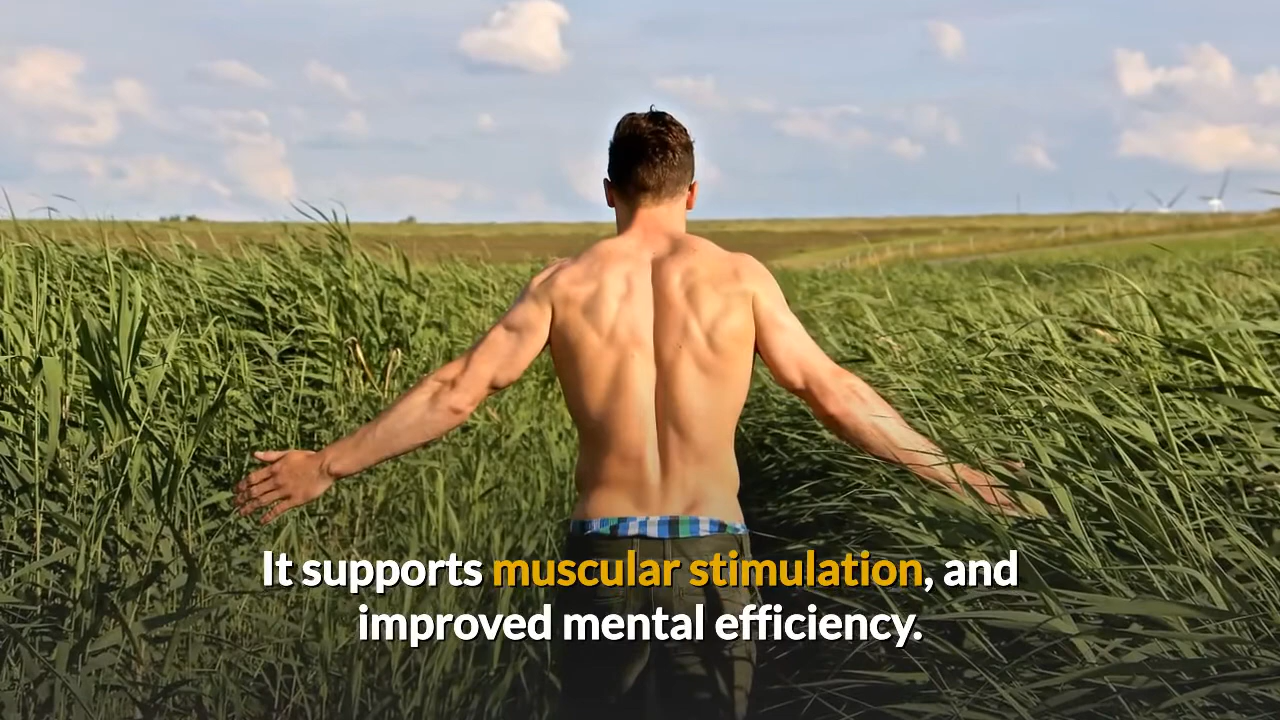 It supports muscular stimulation, and
improved mental efficiency.